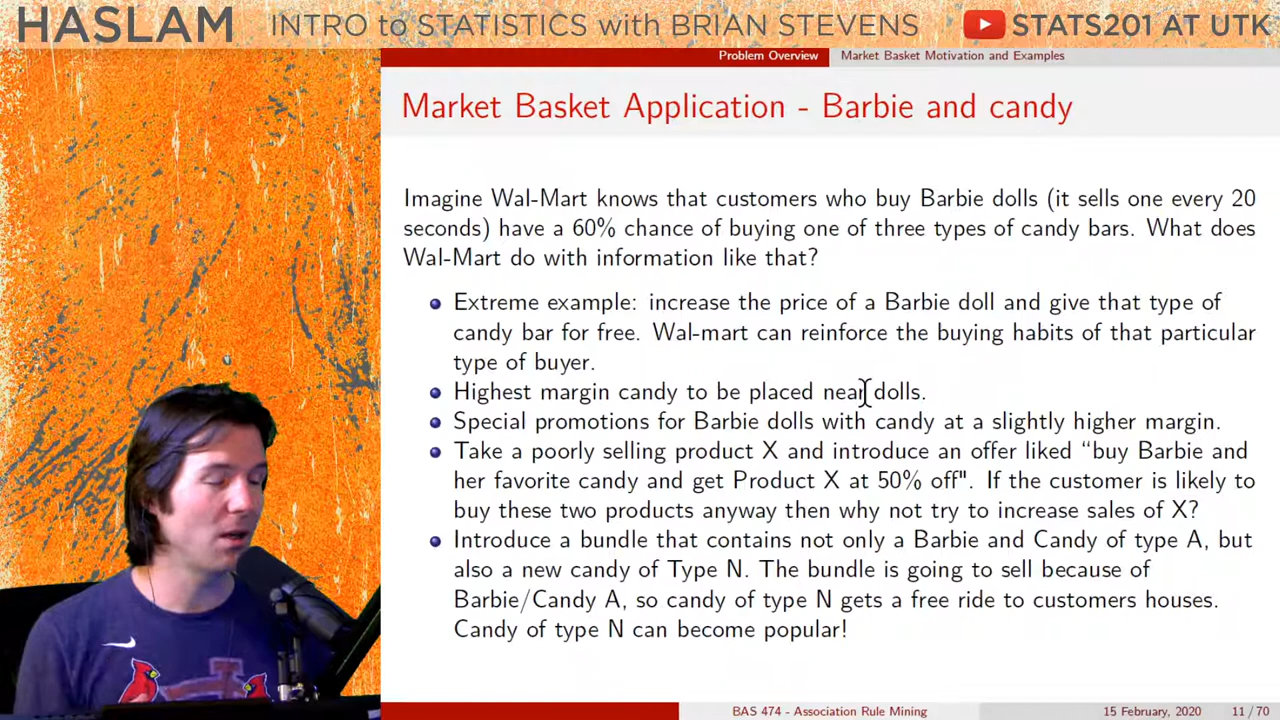 HASLAM INTRO to STATISTICS with BRIAN STEVENS STATS201 AT UTK
Problem Overview Market Basket Motivation and Examples
Market Basket Application - Barbie and candy
Imagine Wal-Mart knows that customers who buy Barbie dolls (it sells one every 20
seconds) have a 60% chance of buying one of three types of candy bars. What does
Wal-Mart do with information like that?
Extreme example: increase the price of a Barbie doll and give that type of
candy bar for free. Wal-mart can reinforce the buying habits of that particular
type of buyer.
Highest margin candy to be placed near dolls.
Special promotions for Barbie dolls with candy at a slightly higher margin.
Take a poorly selling product X and introduce an offer liked “buy Barbie and
her favorite candy and get Product X at 50% off". If the customer is likely to
buy these two products anyway then why not try to increase sales of X?
Introduce a bundle that contains not only a Barbie and Candy of type A, but
also a new candy of Type N. The bundle is going to sell because of
Barbie/Candy A, so candy of type N gets a free ride to customers houses.
Candy of type N can become popular!
BAS 474 - Association Rule Mining 15 February, 2020 11 / 70